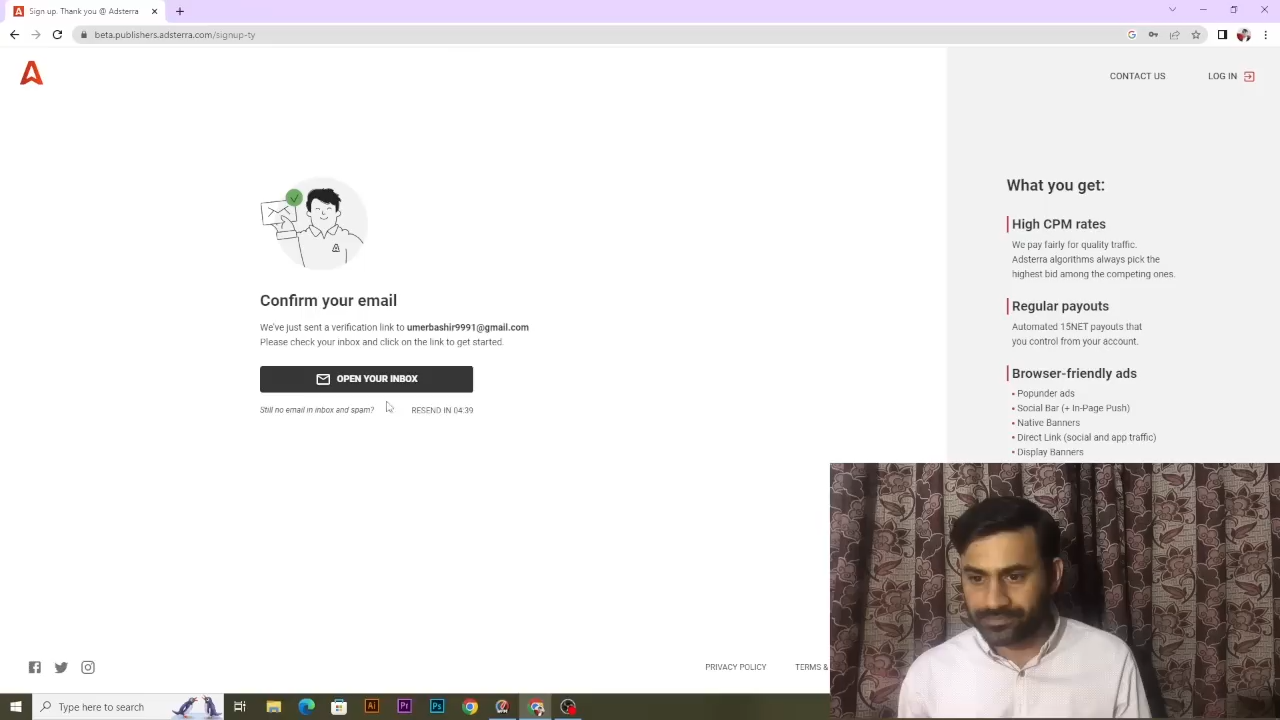 Sign up. Thank you @ Adsterra
beta.publishers.adsterra.com/signup-ty
CONTACT US
LOG IN
Confirm your email
We've just sent a verification link to umerbashir9991@gmail.com
Please check your inbox and click on the link to get started.
OPEN YOUR INBOX
Still no email in inbox and spam?
RESEND IN 04:39
What you get:
High CPM rates
We pay fairly for quality traffic.
Adsterra algorithms always pick the
highest bid among the competing ones.
Regular payouts
Automated 15NET payouts that
you control from your account.
Browser-friendly ads
Popunder ads
Social Bar (+ In-Page Push)
Native Banners
Direct Link (social and app traffic)
Display Banners
PRIVACY POLICY
TERMS &
Type here to search
Ai
Pr
Ps